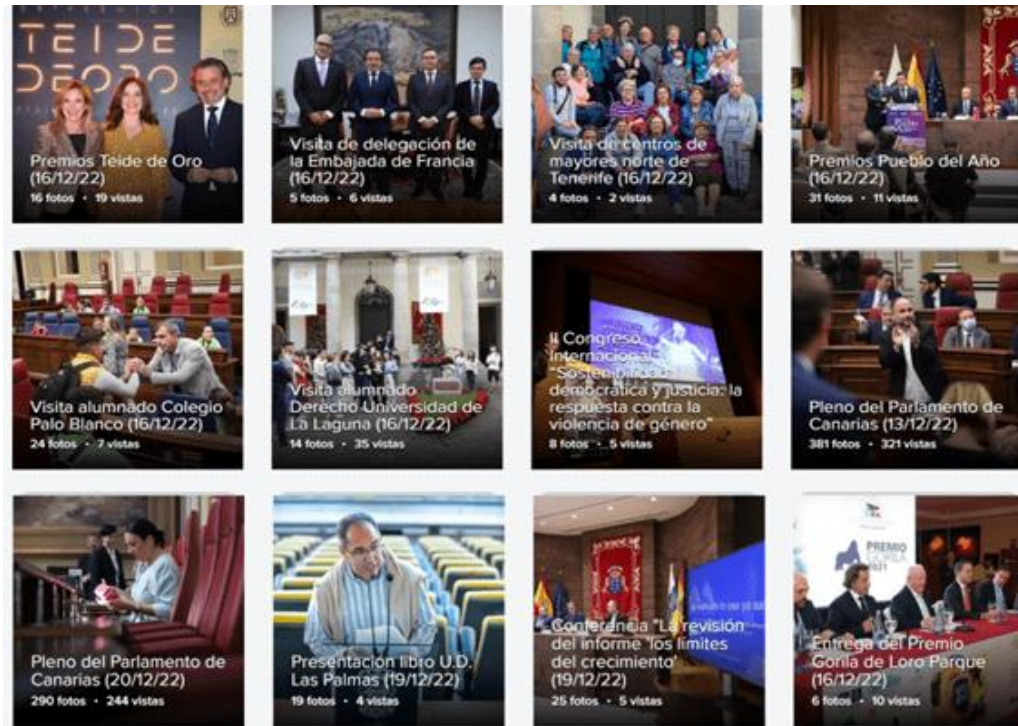 TEIDE
DEORO
Premios Teide de Oro
(16/12/22)
16 fotos • 19 vistas
Visita de delegación de
la Embajada de Francia
(16/12/22)
5 fotos • 6 vistas
Visita de centros de
mayores norte de
Tenerife (16/12/22)
4 fotos • 2 vistas
Premios Pueblo del Año
(16/12/22)
31 fotos • 11 vistas
Visita alumnado Colegio
Palo Blanco (16/12/22)
24 fotos • 7 vistas
Visita alumnado
Derecho Universidad de
La Laguna (16/12/22)
14 fotos • 35 vistas
II Congreso
Internacional
"Sostenibilidad
democrática y justicia: la
respuesta contra la
violencia de género"
8 fotos • 5 vistas
Pleno del Parlamento de
Canarias (13/12/22)
381 fotos • 321 vistas
Pleno del Parlamento de
Canarias (20/12/22)
290 fotos • 244 vistas
Presentación libro U.D.
Las Palmas (19/12/22)
19 fotos • 4 vistas
Conferencia "La revisión
del informe 'los límites
del crecimiento'
(19/12/22)
25 fotos • 5 vistas
PREMIO
GORILA
2021
Entrega del Premio
Gorila de Loro Parque
(16/12/22)
6 fotos • 10 vistas